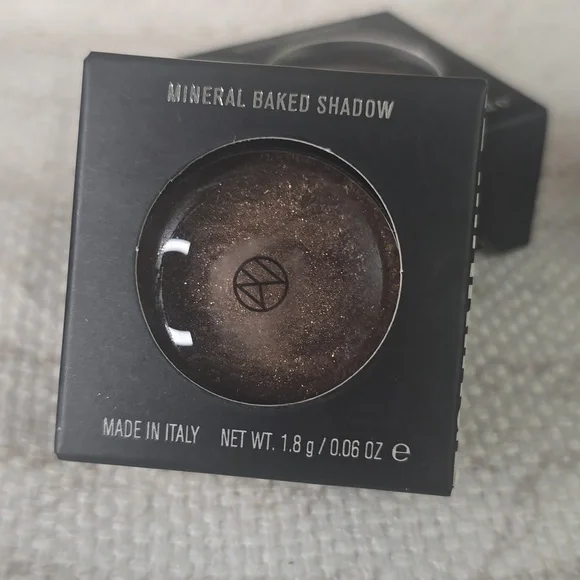 MINERAL BAKED SHADOW
MADE IN ITALY NET WT. 1.8 g / 0.06 OZ e